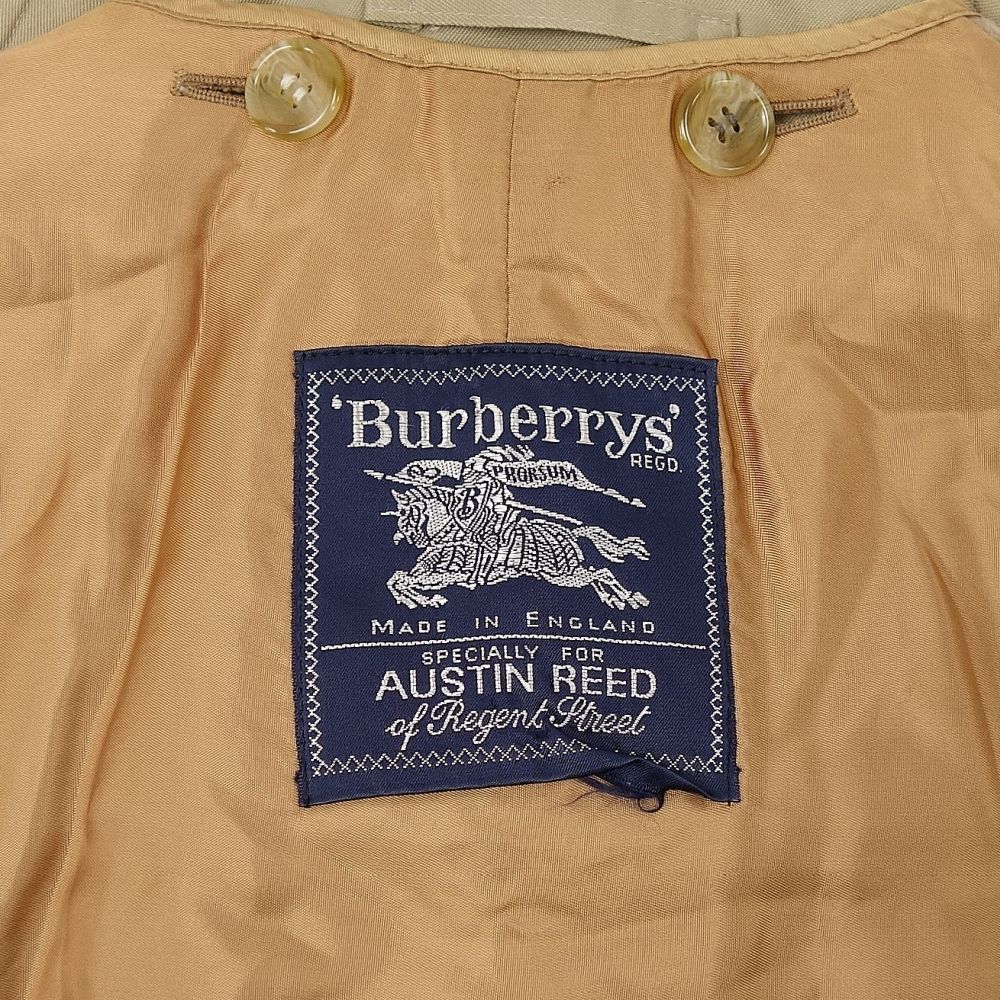 'Burberrys'
REGD.
PRORSUM
B
MADE IN ENGLAND
SPECIALLY FOR
AUSTIN REED
of Regent Street